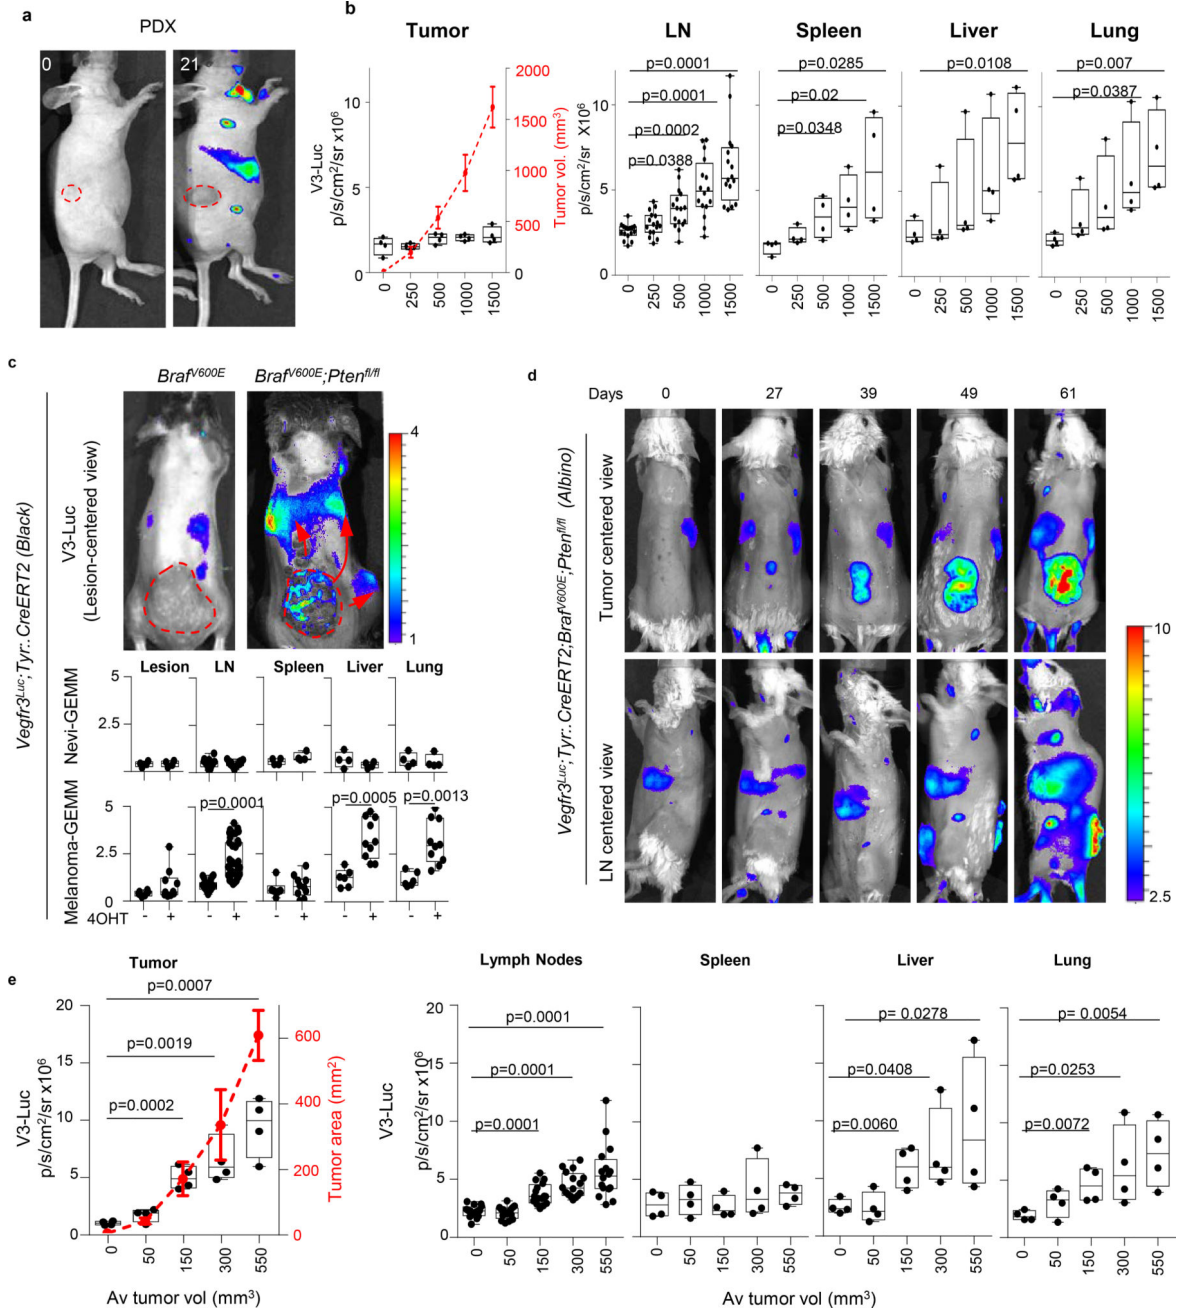 a
PDX
0
21
b
Tumor
LN
Spleen
Liver
Lung
V3-Luc
p/s/cm²/sr x10⁶
10
5
0
2000
1500
1000
500
0
Tumor vol. (mm³)
0
250
500
1000
1500
p/s/cm²/sr X10⁶
10
5
0
p=0.0001
p=0.0001
p=0.0002
p=0.0388
0
250
500
1000
1500
p=0.0285
p=0.02
p=0.0348
0
250
500
1000
1500
p=0.0108
0
250
500
1000
1500
p=0.007
p=0.0387
0
250
500
1000
1500
c
Vegfr3ᴸᵘᶜ;Tyr::CreERT2 (Black)
Braf^V600E
Braf^V600E;Pten^fl/fl
V3-Luc
(Lesion-centered view)
4
1
Lesion
LN
Spleen
Liver
Lung
Nevi-GEMM
5
2.5
0
Melanoma-GEMM
5
2.5
0
p=0.0001
p=0.0005
p=0.0013
4OHT
- + - + - + - + - +
d
Days
0
27
39
49
61
Vegfr3ᴸᵘᶜ;Tyr::CreERT2;Braf^V600E;Pten^fl/fl (Albino)
Tumor centered view
LN centered view
10
2.5
e
Tumor
V3-Luc
p/s/cm²/sr x10⁶
20
15
10
5
0
p=0.0007
p=0.0019
p=0.0002
600
400
200
0
Tumor area (mm²)
0
50
150
300
550
Av tumor vol (mm³)
Lymph Nodes
Spleen
Liver
Lung
V3-Luc
p/s/cm²/sr x10⁶
20
15
10
5
0
p=0.0001
p=0.0001
p=0.0001
0
50
150
300
550
0
50
150
300
550
p= 0.0278
p=0.0408
p=0.0060
0
50
150
300
550
p= 0.0054
p=0.0253
p=0.0072
0
50
150
300
550
Av tumor vol (mm³)